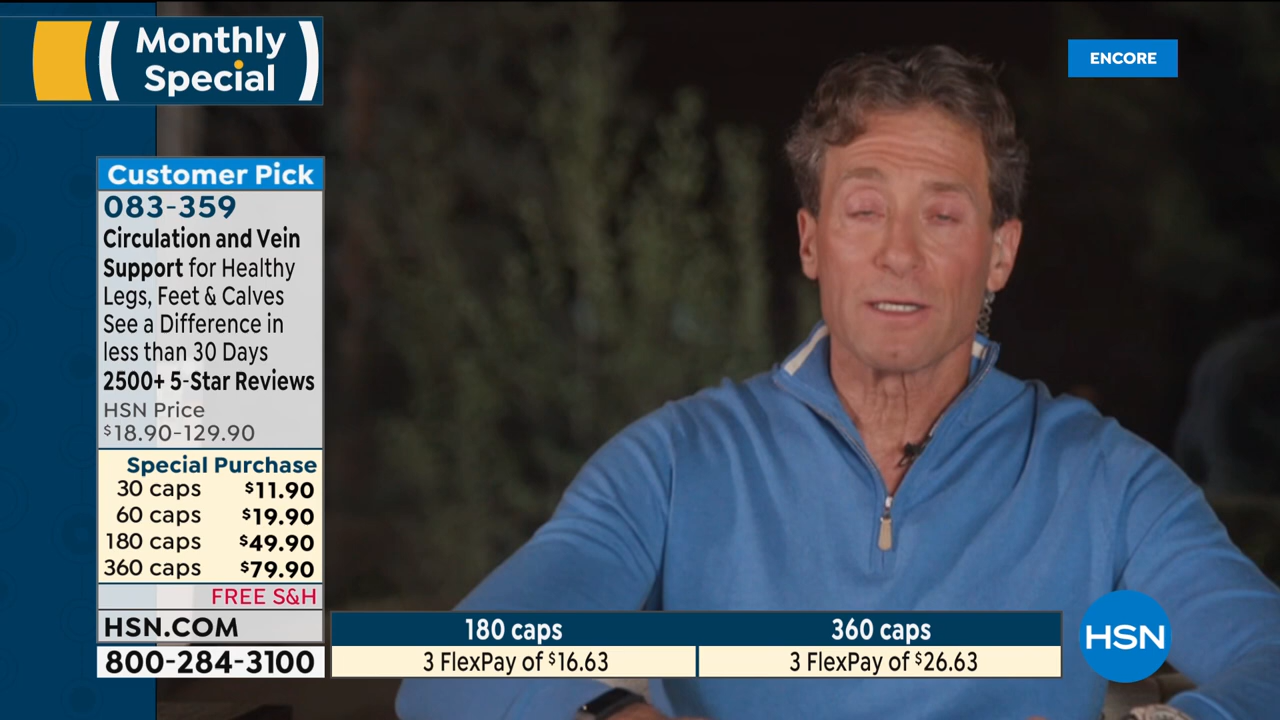 Monthly
Special
ENCORE
Customer Pick
083-359
Circulation and Vein
Support for Healthy
Legs, Feet & Calves
See a Difference in
less than 30 Days
2500+ 5-Star Reviews
HSN Price
$18.90-129.90
Special Purchase
30 caps $11.90
60 caps $19.90
180 caps $49.90
360 caps $79.90
FREE S&H
HSN.COM
800-284-3100
180 caps 360 caps
3 FlexPay of $16.63 3 FlexPay of $26.63
HSN